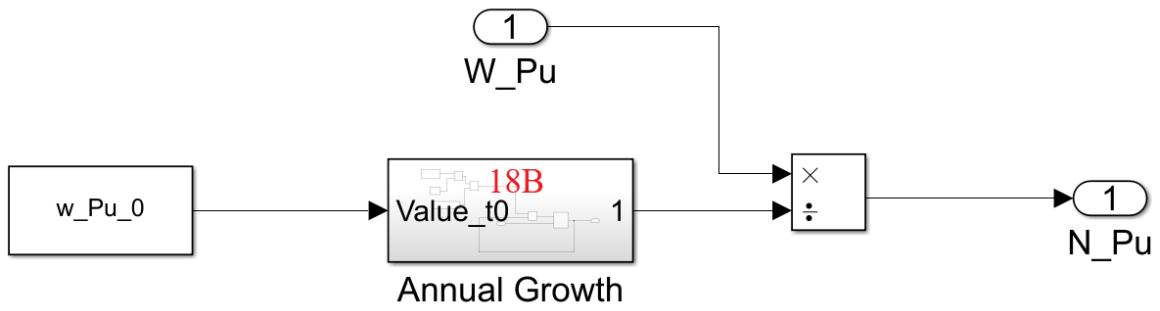 1
W_Pu
w_Pu_0
18B
Value_t0 1
Annual Growth
×
÷
1
N_Pu